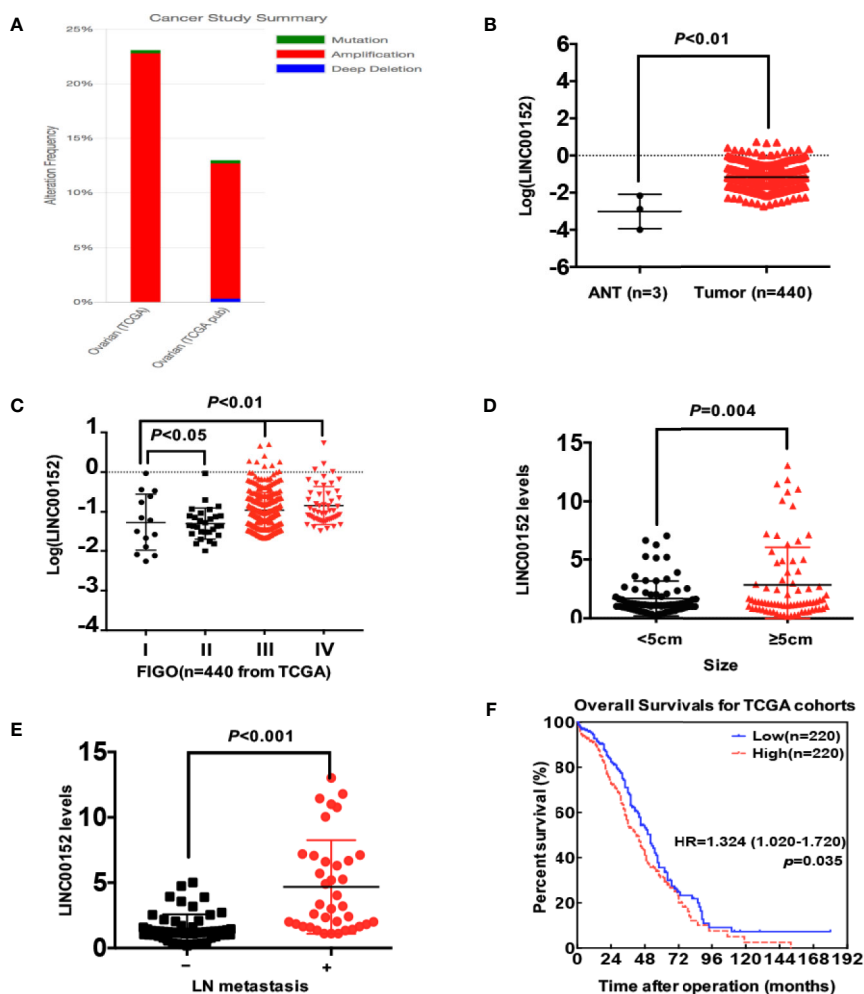 A
Cancer Study Summary
Mutation
Amplification
Deep Deletion
25%
20%
15%
10%
5%
0%
Alteration Frequency
Ovarian (TCGA)
Ovarian (TCGA pub)
B
P<0.01
6
4
2
0
-2
-4
-6
Log(LINC00152)
ANT (n=3)
Tumor (n=440)
C
P<0.01
P<0.05
1
0
-1
-2
-3
-4
Log(LINC00152)
I
II
III
IV
FIGO(n=440 from TCGA)
D
P=0.004
15
10
5
0
LINC00152 levels
<5cm
≥5cm
Size
E
P<0.001
15
10
5
0
LINC00152 levels
−
+
LN metastasis
F
Overall Survivals for TCGA cohorts
Low(n=220)
High(n=220)
HR=1.324 (1.020-1.720)
p=0.035
100
80
60
40
20
0
Percent survival (%)
0 24 48 72 96 120 144 168 192
Time after operation (months)